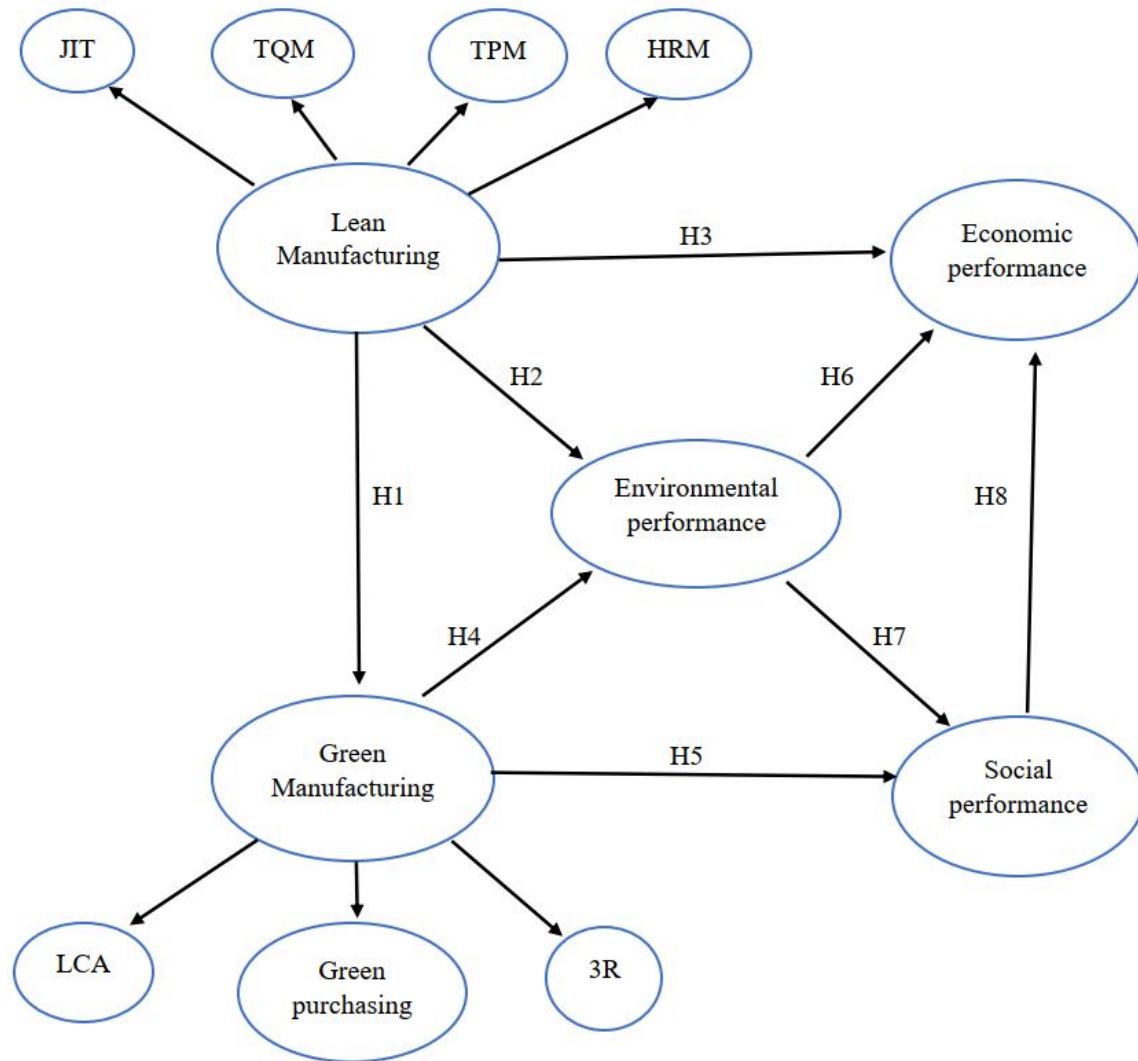 JIT
TQM
TPM
HRM
Lean
Manufacturing
H3
Economic
performance
H2
H6
H1
Environmental
performance
H8
H4
H7
Green
Manufacturing
H5
Social
performance
LCA
Green
purchasing
3R